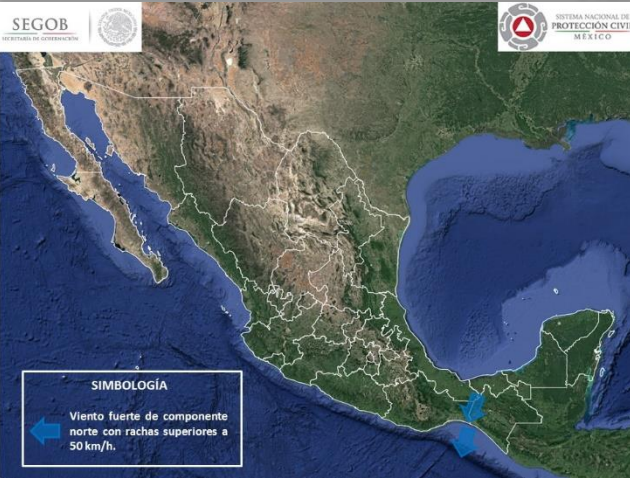 SEGOB
SECRETARÍA DE GOBERNACIÓN
SISTEMA NACIONAL DE
PROTECCIÓN CIVIL
MÉXICO
SIMBOLOGÍA
Viento fuerte de componente
norte con rachas superiores a
50 km/h.